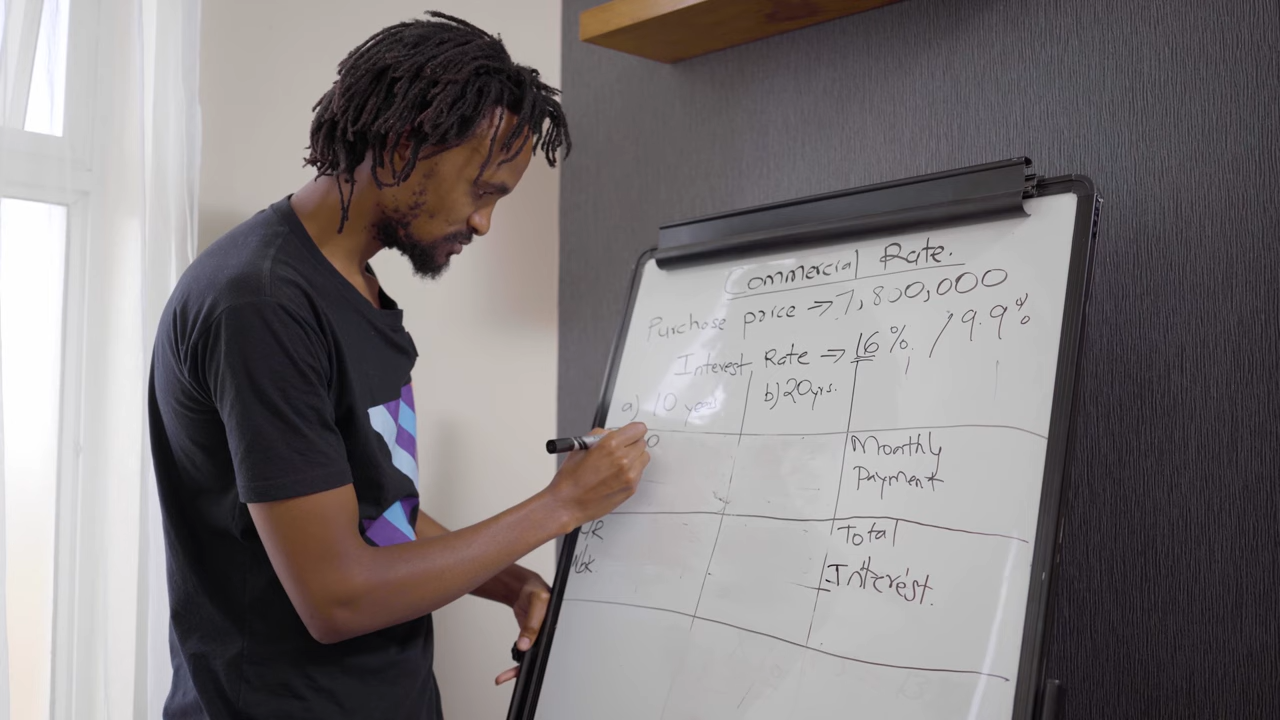 Commercial Rate.
Purchase price → 7,800,000
Interest Rate → 16%. / 9.9%
a) 10 years
b) 20yrs.
0
Monthly
Payment
Total
Interest.